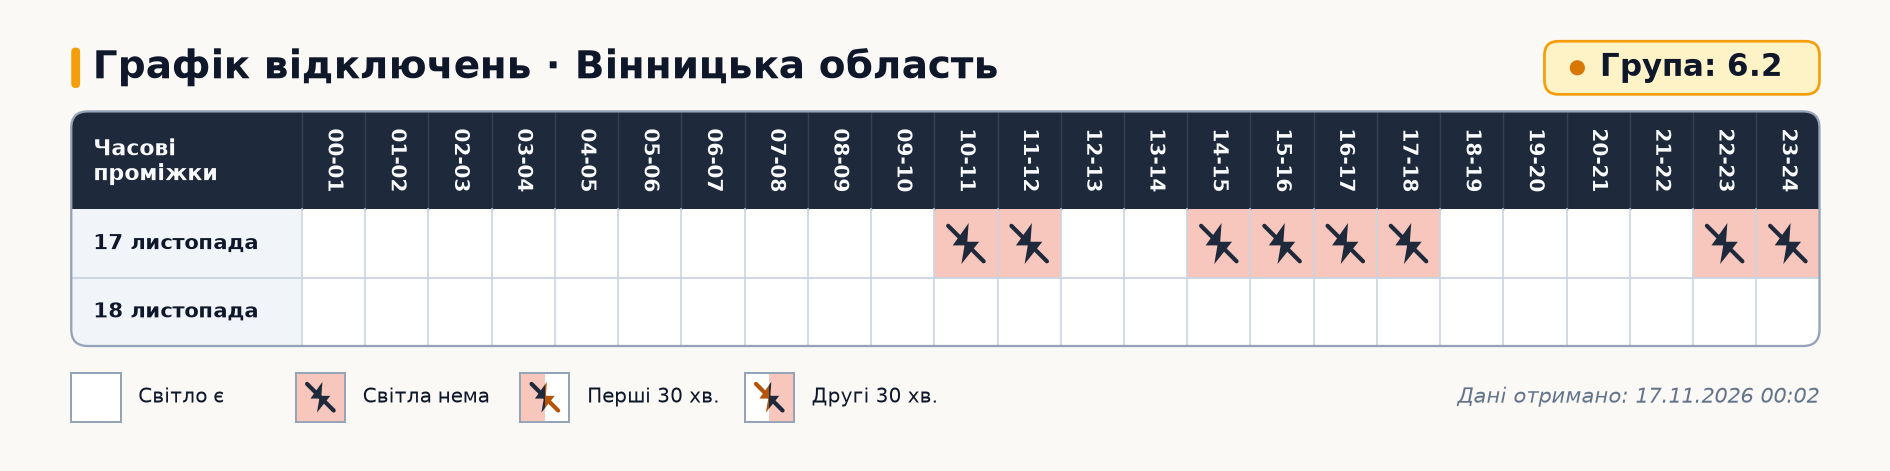 Графік відключень · Вінницька область
Група: 6.2
Часові
проміжки
00-01
01-02
02-03
03-04
04-05
05-06
06-07
07-08
08-09
09-10
10-11
11-12
12-13
13-14
14-15
15-16
16-17
17-18
18-19
19-20
20-21
21-22
22-23
23-24
17 листопада
18 листопада
Світло є
Світла нема
Перші 30 хв.
Другі 30 хв.
Дані отримано: 17.11.2026 00:02